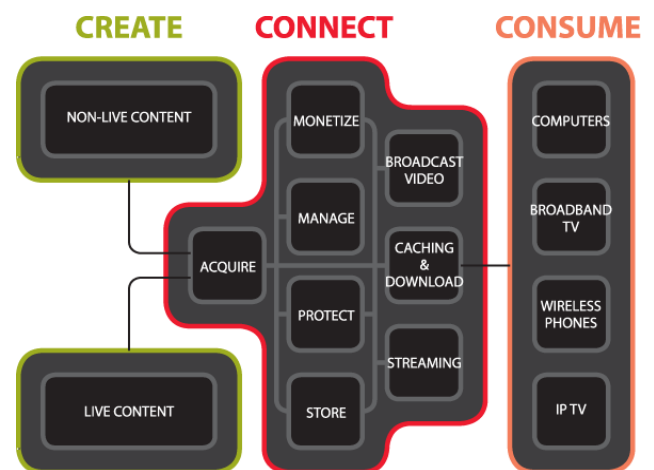 CREATE
CONNECT
CONSUME
NON-LIVE CONTENT
LIVE CONTENT
ACQUIRE
MONETIZE
MANAGE
PROTECT
STORE
BROADCAST
VIDEO
CACHING
&
DOWNLOAD
STREAMING
COMPUTERS
BROADBAND
TV
WIRELESS
PHONES
IP TV